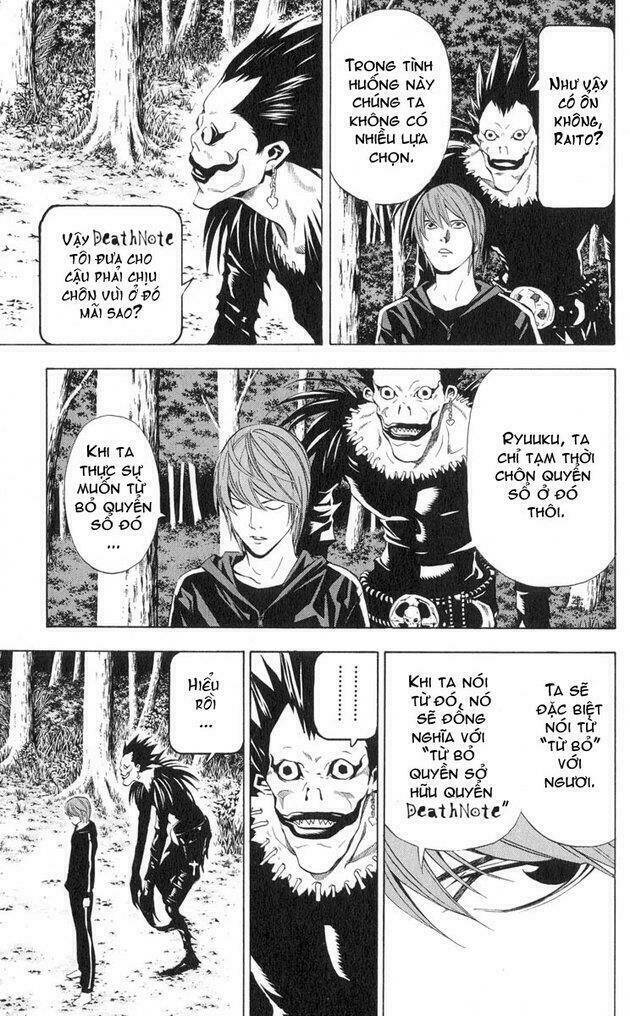 NHƯ VẬY
CÓ ỔN
KHÔNG,
RAITO?
TRONG TÌNH
HUỐNG NÀY
CHÚNG TA
KHÔNG CÓ
NHIỀU LỰA
CHỌN.
VẬY DeathNote
TÔI ĐƯA CHO
CẬU PHẢI CHỊU
CHÔN VÙI Ở ĐÓ
MÃI SAO?
RYUUKU, TA
CHỈ TẠM THỜI
CHÔN QUYỂN
SỔ Ở ĐÓ
THÔI.
KHI TA
THỰC SỰ
MUỐN TỪ
BỎ QUYỂN
SỔ ĐÓ
...
TA SẼ
ĐẶC BIỆT
NÓI TỪ
"TỪ BỎ"
VỚI
NGƯƠI.
KHI TA NÓI
TỪ ĐÓ, NÓ
SẼ ĐỒNG
NGHĨA VỚI
"TỪ BỎ
QUYỀN SỞ
HỮU QUYỂN
DeathNote"
......
HIỂU
RỒI
...